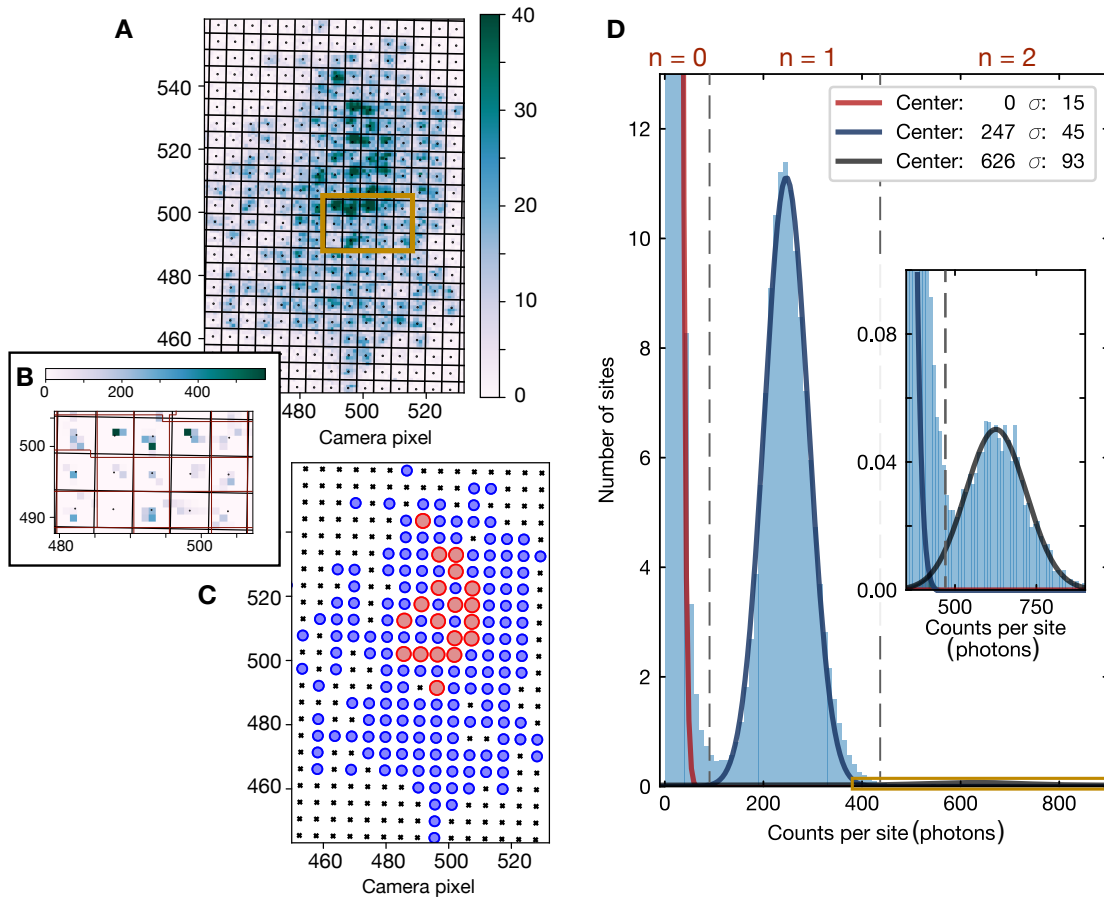 A
40
30
20
10
0
540
520
500
480
460
480
500
520
Camera pixel
B
0
200
400
500
490
480
500
C
520
500
480
460
460
480
500
520
Camera pixel
D
n = 0
n = 1
n = 2
Center: 0 σ: 15
Center: 247 σ: 45
Center: 626 σ: 93
Number of sites
12
10
8
6
4
2
0
0
200
400
600
800
Counts per site (photons)
0.08
0.04
0.00
500
750
Counts per site
(photons)